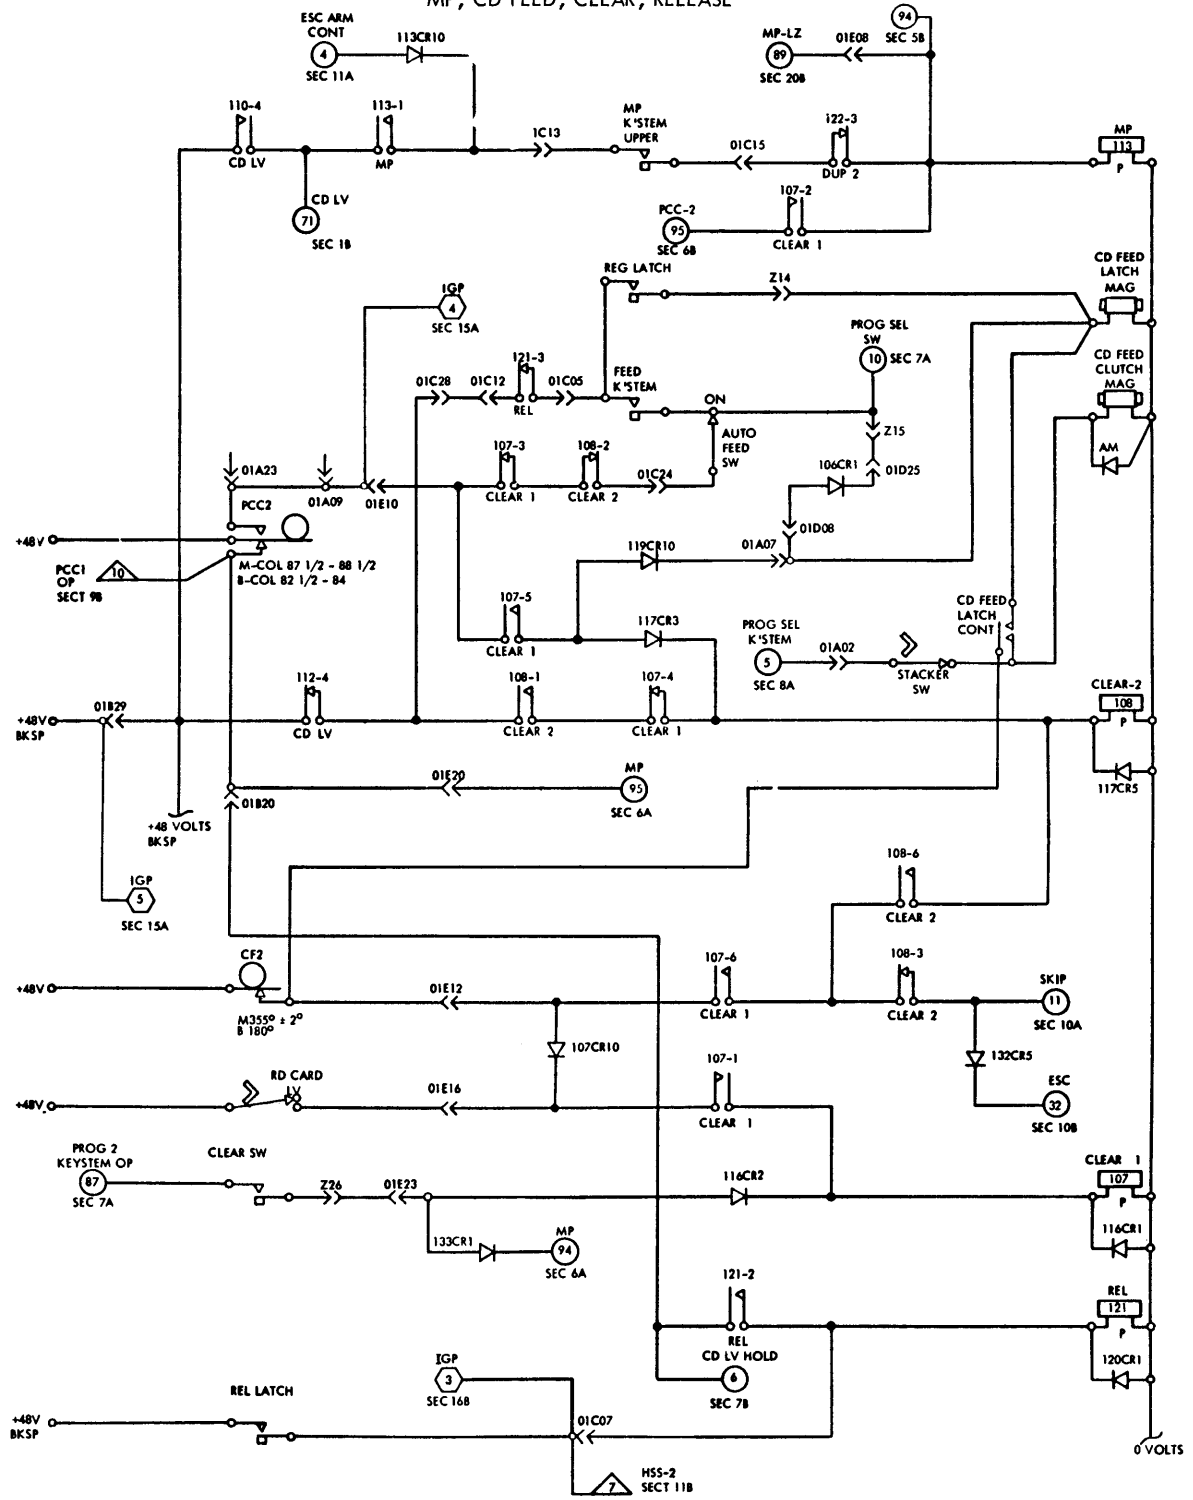 MP, CD FEED, CLEAR, RELEASE
ESC ARM
CONT
4
SEC 11A
113CR10
94
SEC 5B
MP-LZ
89
SEC 20B
01E08
110-4
CD LV
113-1
MP
1C13
MP
K'STEM
UPPER
01C15
122-3
DUP 2
MP
113
P
CD LV
71
SEC 1B
PCC-2
95
SEC 6B
107-2
CLEAR 1
REG LATCH
Z14
CD FEED
LATCH
MAG
IGP
4
SEC 15A
PROG SEL
SW
10
SEC 7A
CD FEED
CLUTCH
MAG
AM
01C28
01C12
121-3
REL
01C05
FEED
K'STEM
ON
AUTO
FEED
SW
Z15
01D25
107-3
CLEAR 1
108-2
CLEAR 2
01C24
106CR1
01D08
01A23
01A09
01E10
PCC2
+48V
M-COL 87 1/2 - 88 1/2
B-COL 82 1/2 - 84
PCC1
OP
SECT 9B
10
119CR10
01A07
107-5
CLEAR 1
117CR3
PROG SEL
K'STEM
5
SEC 8A
01A02
STACKER
SW
CD FEED
LATCH
CONT
01B29
+48V
BKSP
112-4
CD LV
108-1
CLEAR 2
107-4
CLEAR 1
CLEAR-2
108
P
117CR5
01E20
MP
95
SEC 6A
01B20
+48 VOLTS
BKSP
IGP
5
SEC 15A
108-6
CLEAR 2
CF2
+48V
M355° ± 2°
B 180°
01E12
107-6
CLEAR 1
108-3
CLEAR 2
SKIP
11
SEC 10A
107CR10
132CR5
RD CARD
LV
+48V
01E16
107-1
CLEAR 1
ESC
32
SEC 10B
PROG 2
KEYSTEM OP
87
SEC 7A
CLEAR SW
Z26
01E23
116CR2
CLEAR 1
107
P
116CR1
133CR1
MP
94
SEC 6A
121-2
REL
CD LV HOLD
6
SEC 7B
REL
121
P
120CR1
IGP
3
SEC 16B
REL LATCH
+48V
BKSP
01C07
7
HSS-2
SECT 11B
0 VOLTS